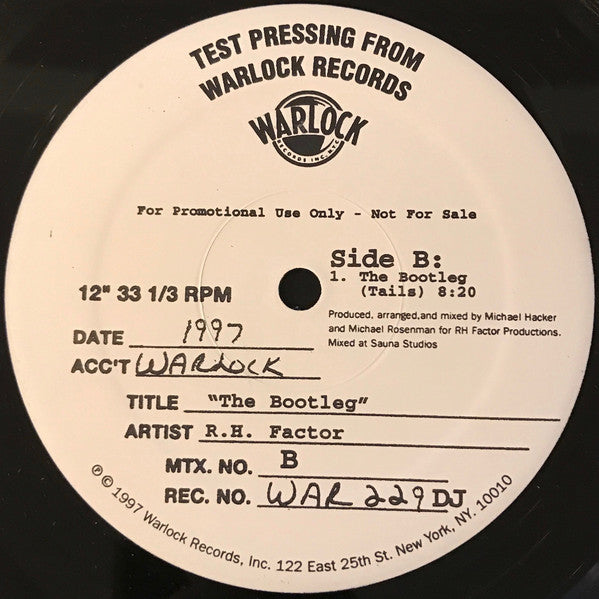 TEST PRESSING FROM
WARLOCK RECORDS
WARLOCK
RECORDS INC. NYC
For Promotional Use Only - Not For Sale
Side B:
1. The Bootleg
(Tails) 8:20
12" 33 1/3 RPM
Produced, arranged,and mixed by Michael Hacker
and Michael Rosenman for RH Factor Productions.
Mixed at Sauna Studios
DATE 1997
ACC'T WARLOCK
TITLE "The Bootleg"
ARTIST R.H. Factor
MTX. NO. B
REC. NO. WAR 229 DJ
℗ © 1997 Warlock Records, Inc. 122 East 25th St. New York, NY. 10010